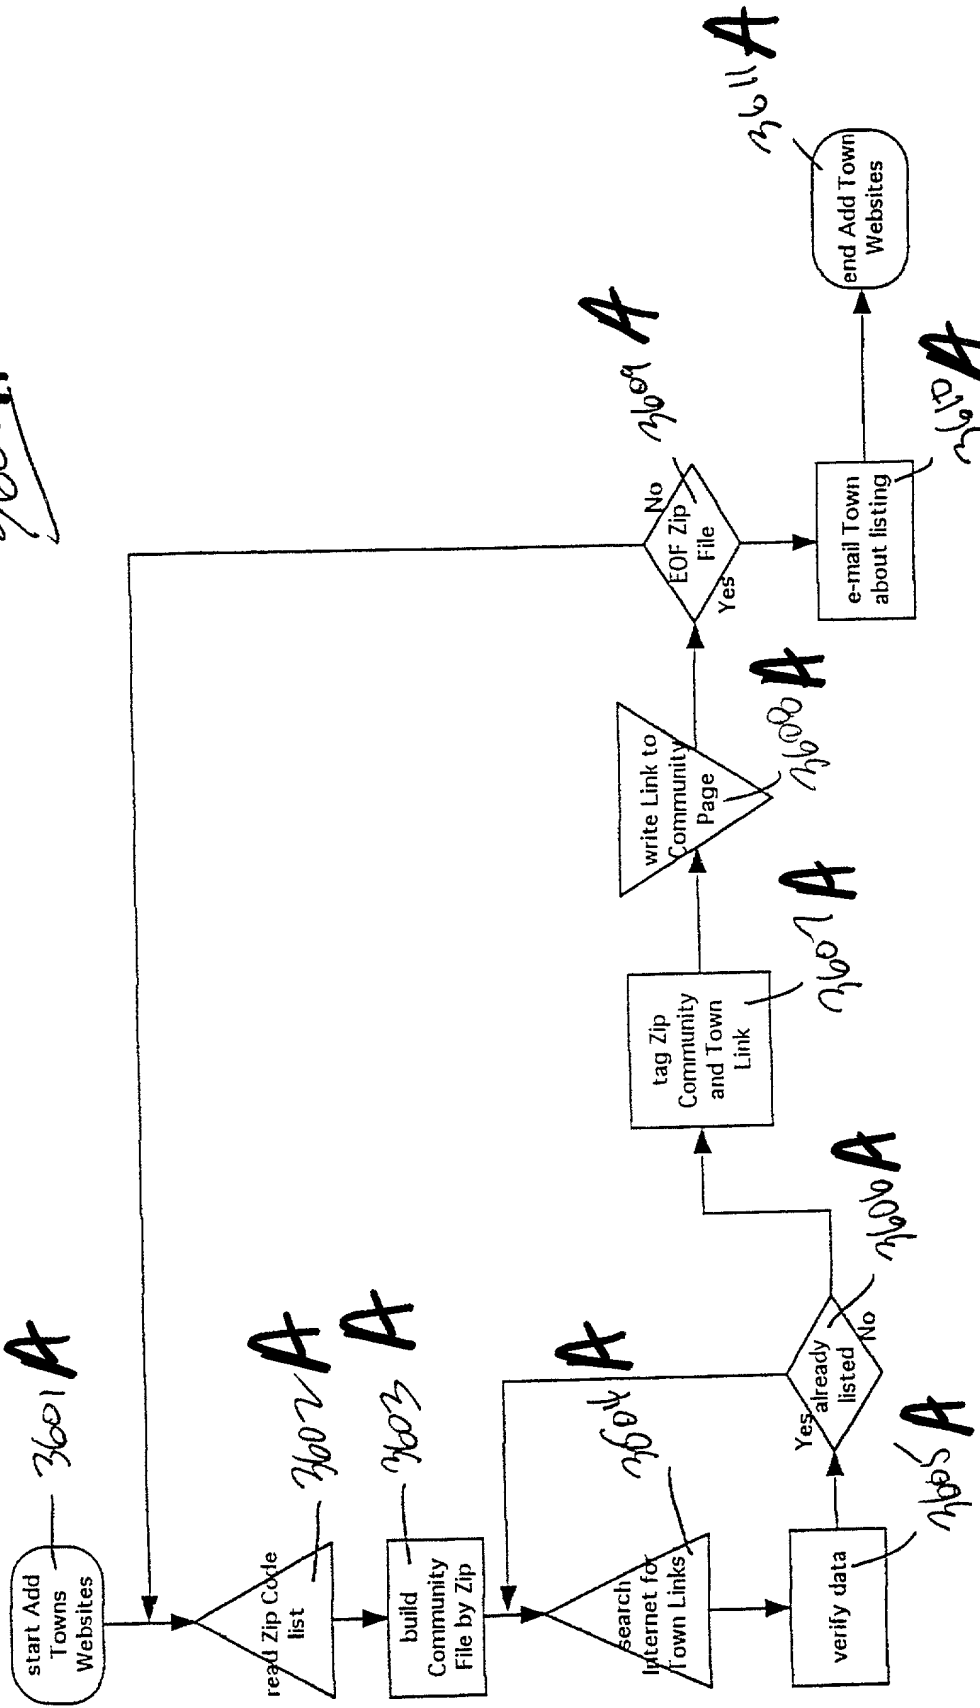 start Add
Towns
Websites
3601 A
read Zip Code
list
3602 A
build
Community
File by Zip
3603 A
search
Internet for
Town Links
3604 A
verify data
3605 A
already
listed
Yes
No
3606 A
tag Zip
Community
and Town
Link
3607 A
write Link to
Community
Page
3608 A
EOF Zip
File
No
Yes
3609 A
e-mail Town
about listing
3610 A
end Add Town
Websites
3611 A